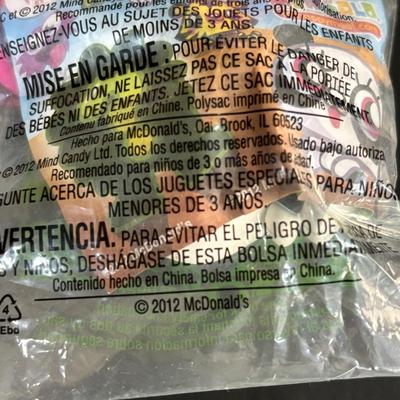 C et © 2012 Mind Candy Ltd.
Recommandé pour les enfants de trois ans et plus
ENSEIGNEZ-VOUS AU SUJET DES JOUETS POUR LES ENFANTS
DE MOINS DE 3 ANS.
MISE EN GARDE : POUR ÉVITER LE DANGER DE
SUFFOCATION, NE LAISSEZ PAS CE SAC À LA PORTÉE
DES BÉBÉS NI DES ENFANTS. JETEZ CE SAC IMMÉDIATEMENT.
Contenu fabriqué en Chine. Polysac imprimé en Chine.
Hecho para McDonald's, Oak Brook, IL 60523
y © 2012 Mind Candy Ltd. Todos los derechos reservados. Usado bajo autoriza
Recomendado para niños de 3 o más años de edad.
GUNTE ACERCA DE LOS JUGUETES ESPECIALES PARA NIÑO
MENORES DE 3 AÑOS.
VERTENCIA: PARA EVITAR EL PELIGRO DE
S Y NIÑOS, DESHÁGASE DE ESTA BOLSA INMEDIATAMENTE
Contenido hecho en China. Bolsa impresa en China.
© 2012 McDonald's
4